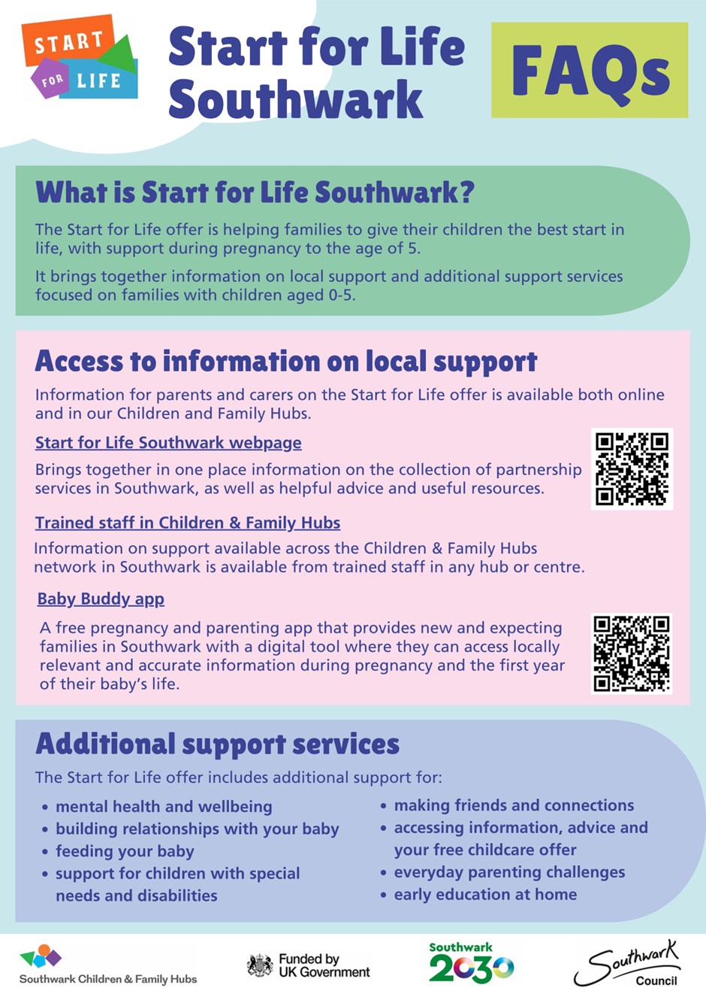 START
FOR
LIFE
Start for Life
Southwark
FAQs
What is Start for Life Southwark?
The Start for Life offer is helping families to give their children the best start in
life, with support during pregnancy to the age of 5.
It brings together information on local support and additional support services
focused on families with children aged 0-5.
Access to information on local support
Information for parents and carers on the Start for Life offer is available both online
and in our Children and Family Hubs.
Start for Life Southwark webpage
Brings together in one place information on the collection of partnership
services in Southwark, as well as helpful advice and useful resources.
Trained staff in Children & Family Hubs
Information on support available across the Children & Family Hubs
network in Southwark is available from trained staff in any hub or centre.
Baby Buddy app
A free pregnancy and parenting app that provides new and expecting
families in Southwark with a digital tool where they can access locally
relevant and accurate information during pregnancy and the first year
of their baby’s life.
Additional support services
The Start for Life offer includes additional support for:
• mental health and wellbeing
• building relationships with your baby
• feeding your baby
• support for children with special
needs and disabilities
• making friends and connections
• accessing information, advice and
your free childcare offer
• everyday parenting challenges
• early education at home
Southwark Children & Family Hubs
Funded by
UK Government
Southwark
2030
Southwark
Council